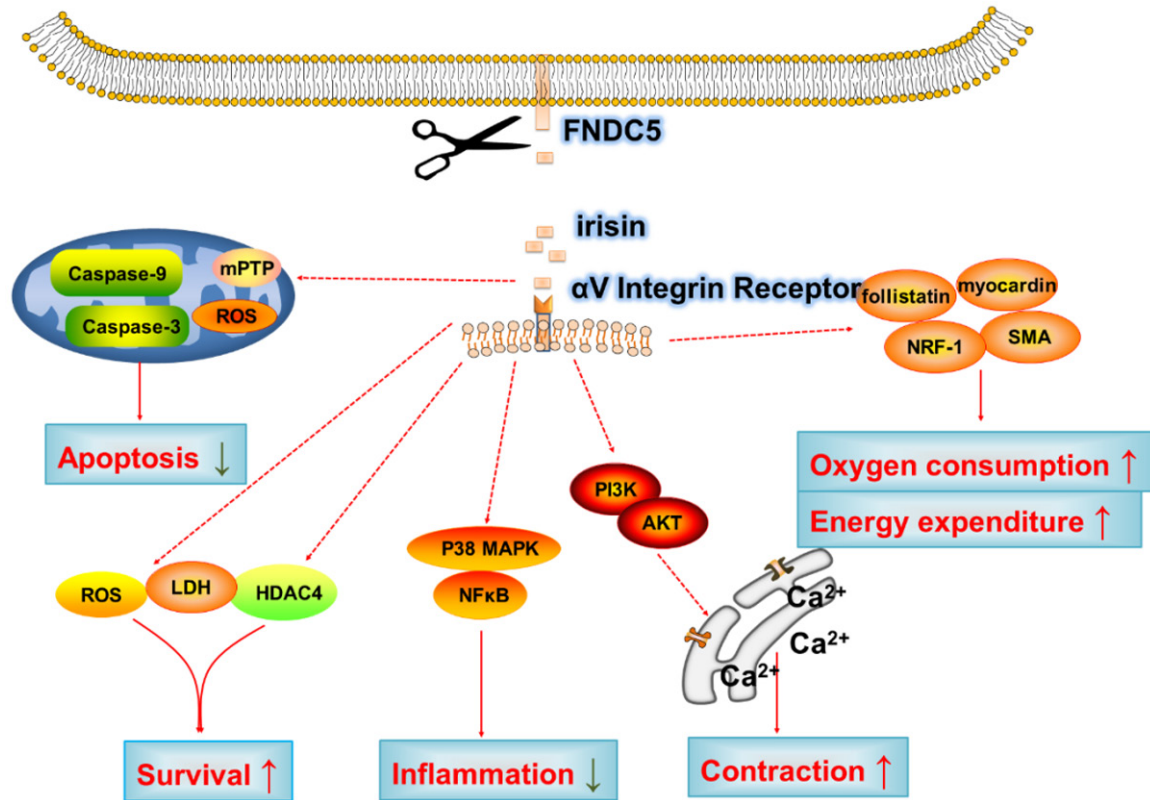 FNDC5
irisin
αV Integrin Receptor
Caspase-9
mPTP
Caspase-3
ROS
follistatin
myocardin
NRF-1
SMA
Apoptosis ↓
Oxygen consumption ↑
Energy expenditure ↑
PI3K
AKT
P38 MAPK
NFκB
ROS
LDH
HDAC4
Ca²⁺
Ca²⁺
Ca²⁺
Survival ↑
Inflammation ↓
Contraction ↑